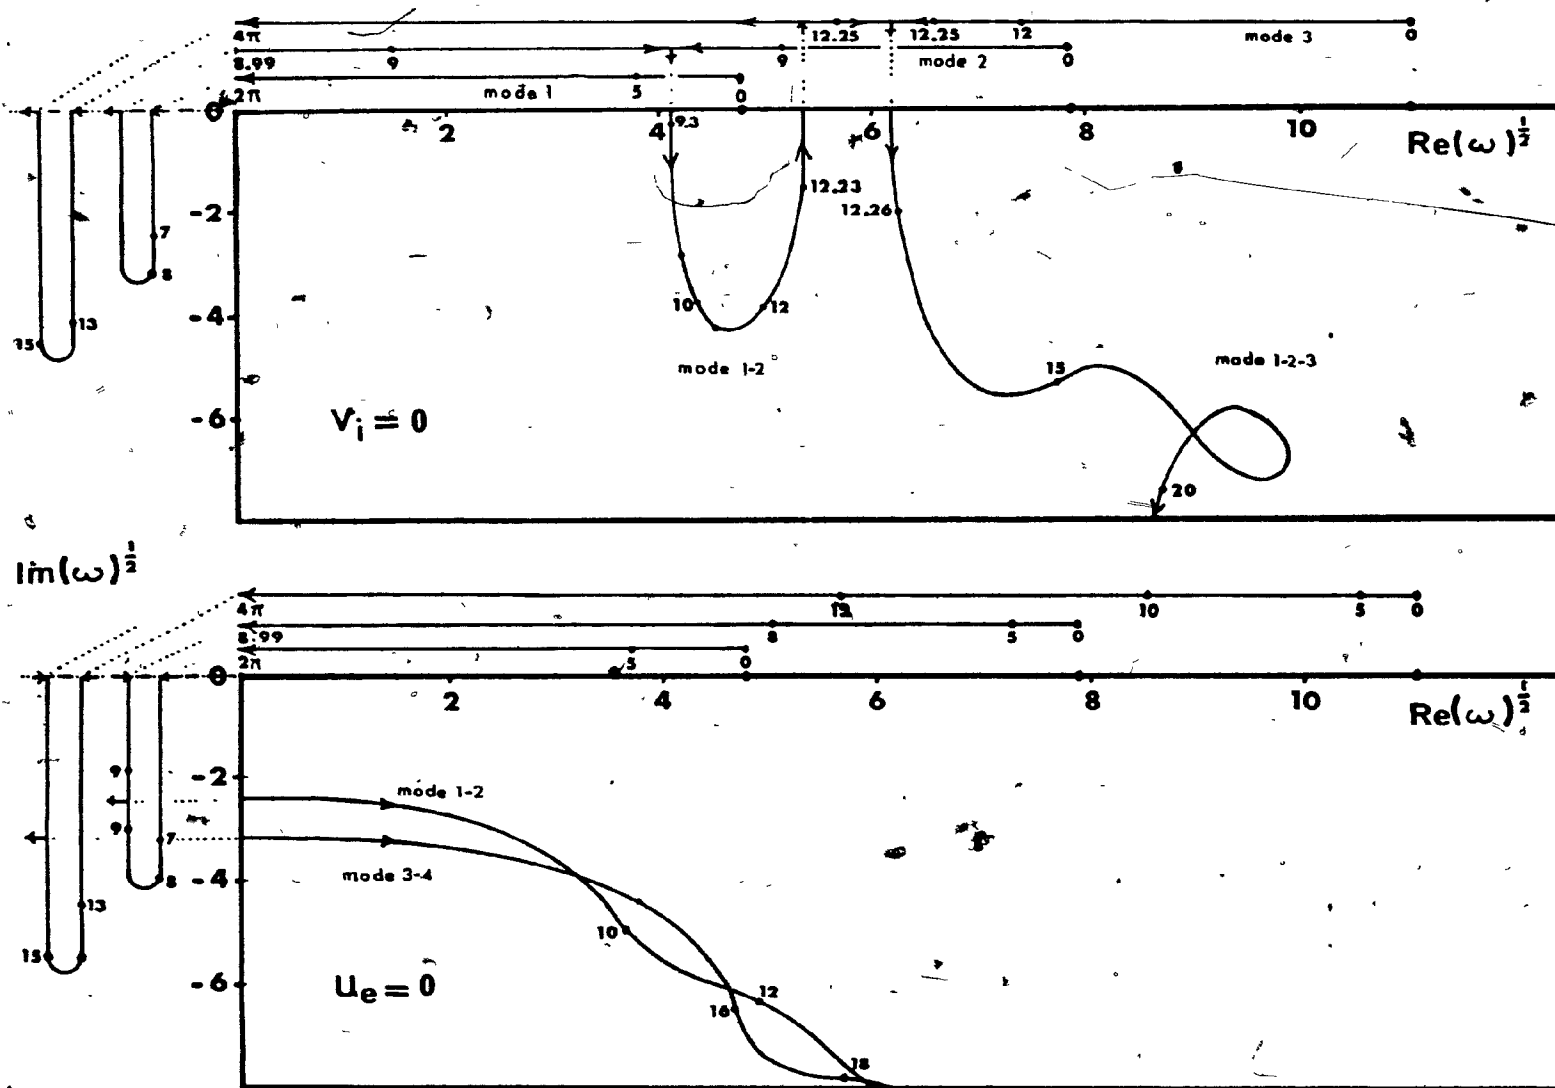 4π 12.25 12.25 12 mode 3 0
8.99 9 9 mode 2 0
2π mode 1 5 0
0 2 4 6 8 10 Re(ω)^½
9.3
-2 12.23 12.26
7
8
-4 10 12
13
15
mode 1-2 15 mode 1-2-3
-6 V_i = 0
20
Im(ω)^½
4π 12 10 5 0
8.99 8 5 0
2π 5 0
0 2 4 6 8 10 Re(ω)^½
9 -2 mode 1-2
9 7
8 -4 mode 3-4
13
10
15
-6 u_e = 0 16 12
18